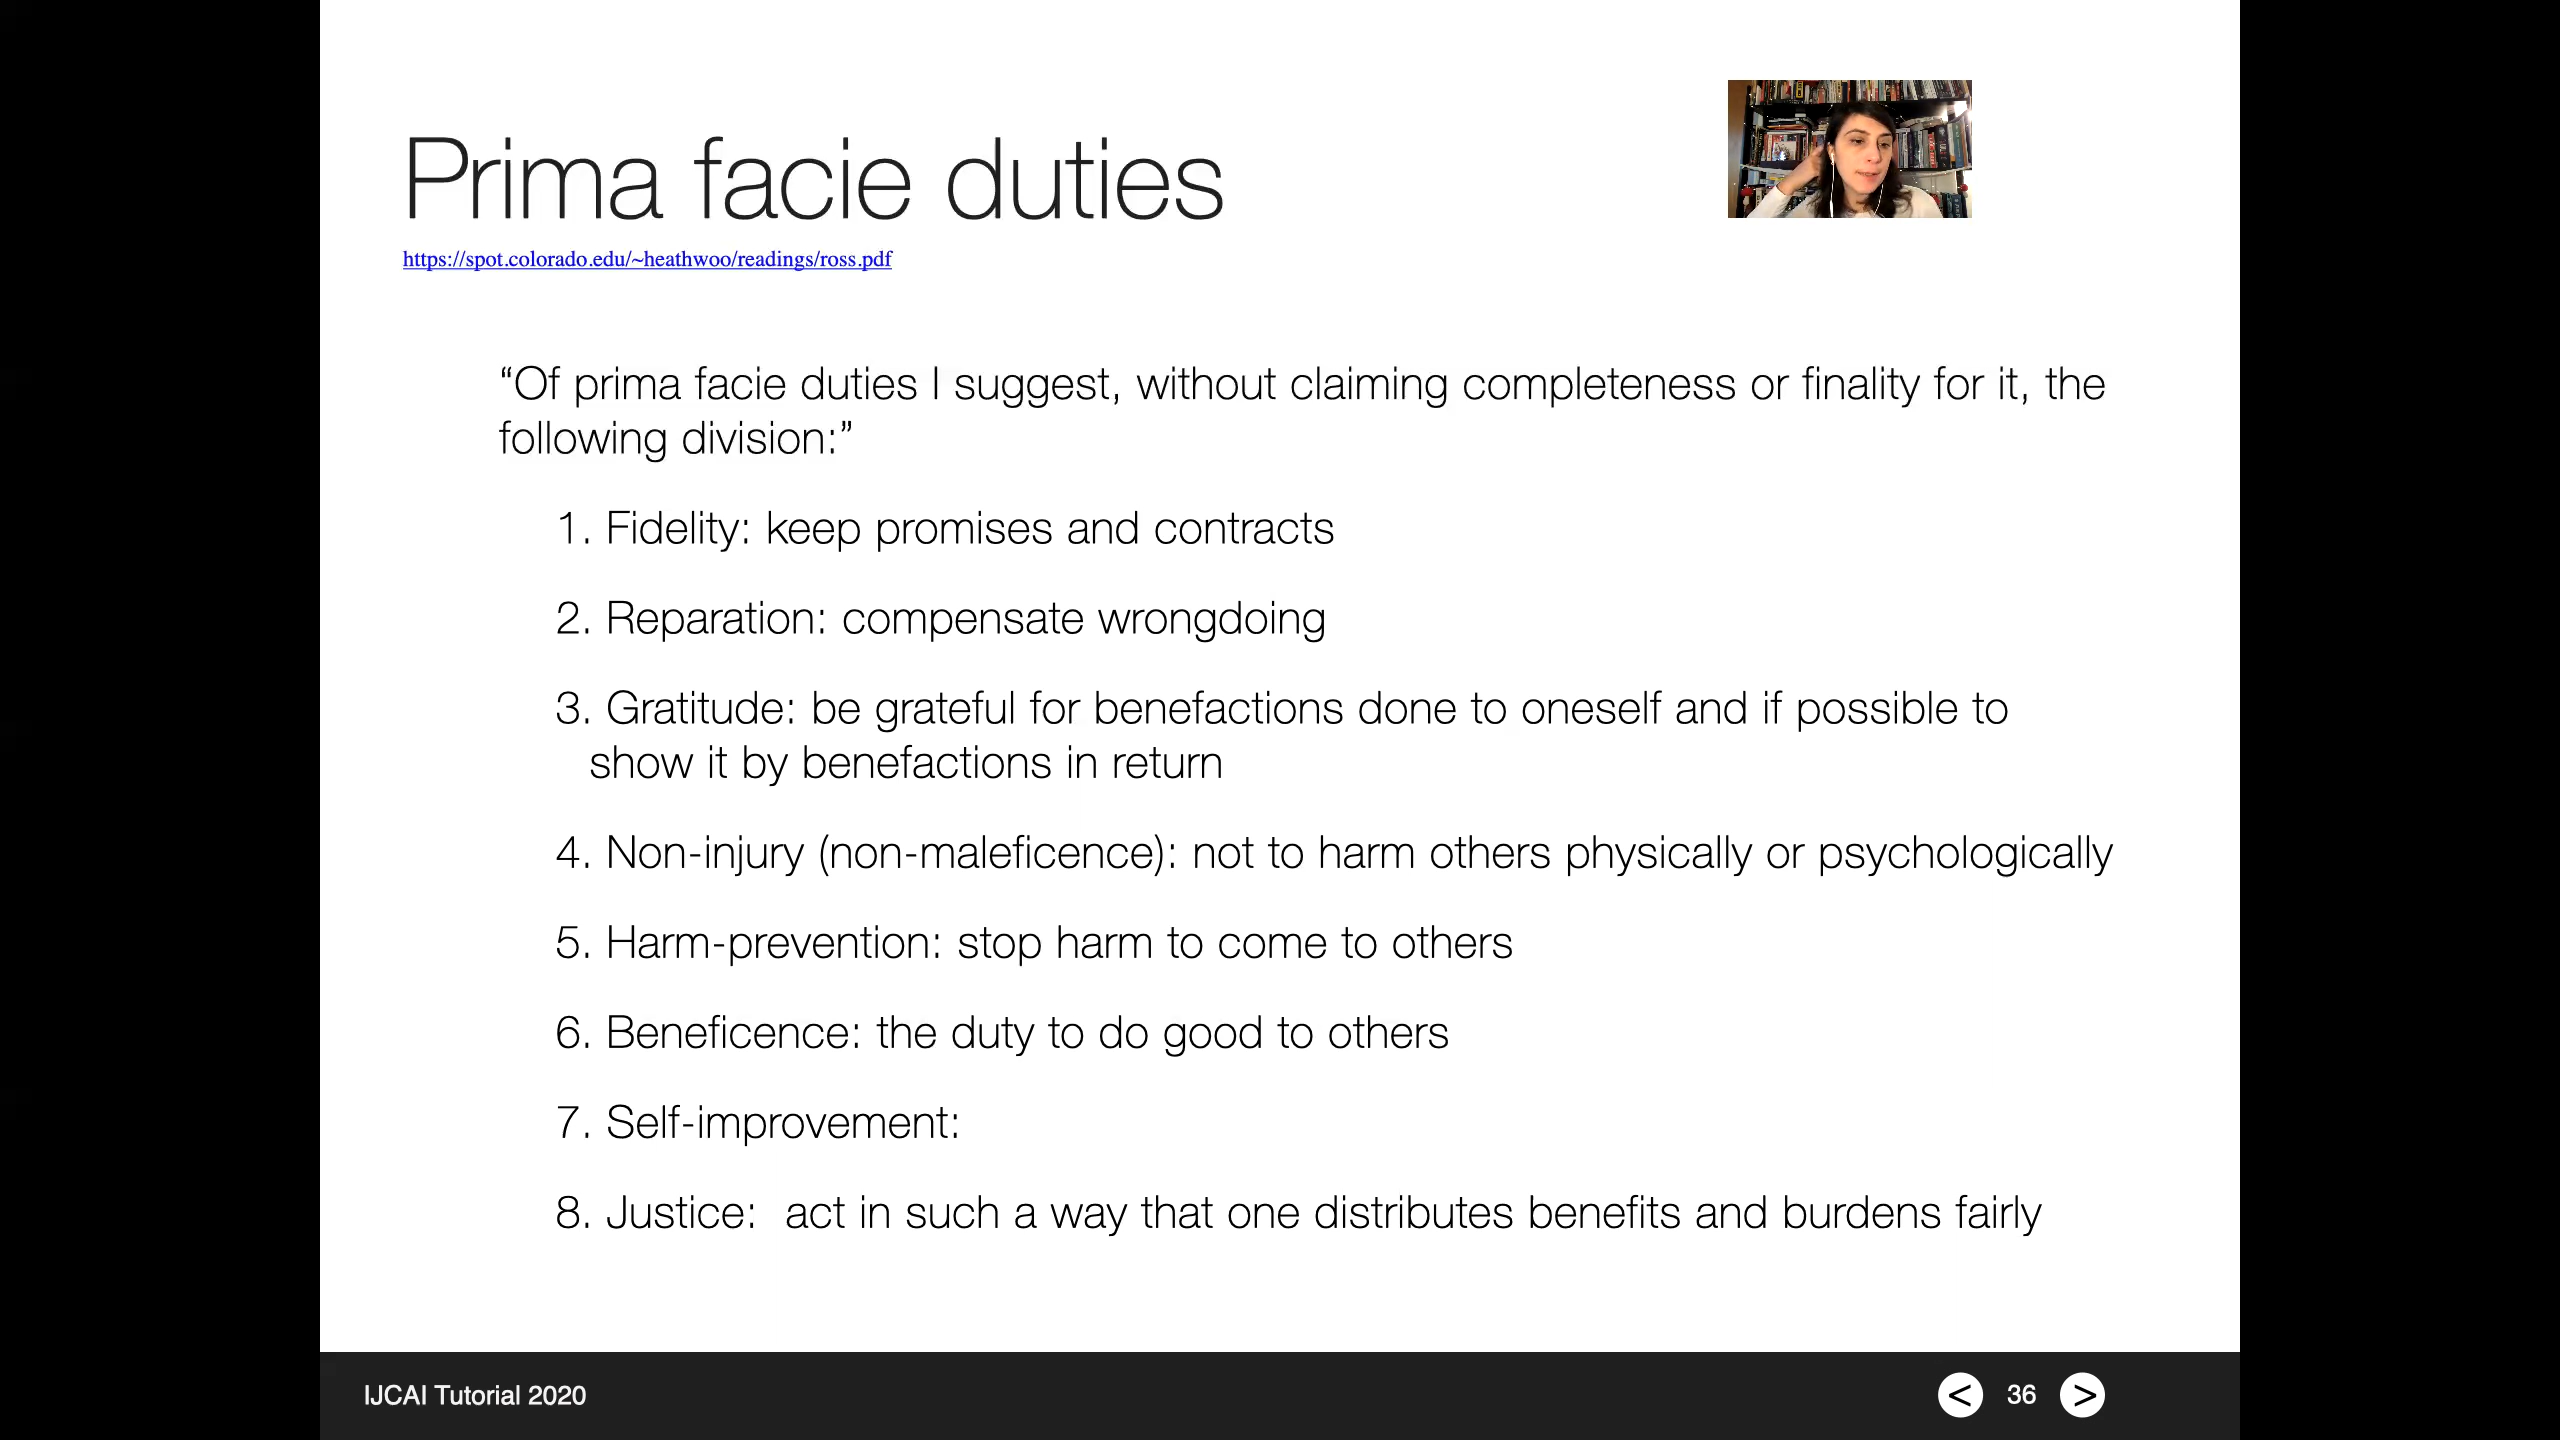 Prima facie duties
https://spot.colorado.edu/~heathwoo/readings/ross.pdf
“Of prima facie duties I suggest, without claiming completeness or finality for it, the
following division:”
1. Fidelity: keep promises and contracts
2. Reparation: compensate wrongdoing
3. Gratitude: be grateful for benefactions done to oneself and if possible to
show it by benefactions in return
4. Non-injury (non-maleficence): not to harm others physically or psychologically
5. Harm-prevention: stop harm to come to others
6. Beneficence: the duty to do good to others
7. Self-improvement:
8. Justice:  act in such a way that one distributes benefits and burdens fairly
IJCAI Tutorial 2020
< 36 >